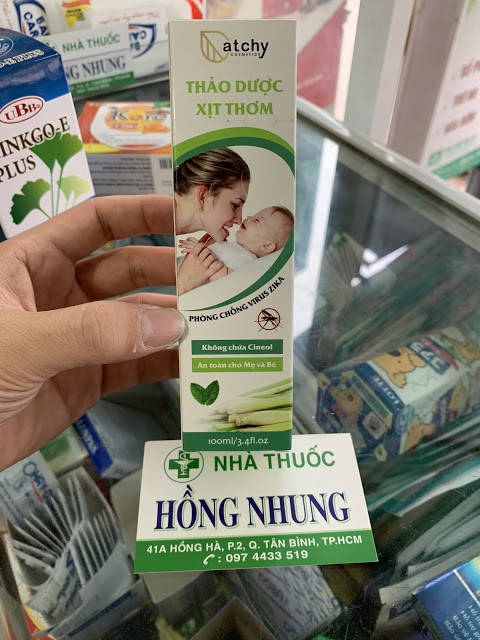 NHÀ THUỐC
HỒNG NHUNG
atchy
COSMETICS
THẢO DƯỢC
XỊT THƠM
UBB
GINKGO-E
PLUS
PHÒNG CHỐNG VIRUS ZIKA
Không chứa Cineol
An toàn cho Mẹ và Bé
100ml/3.4fl.oz
NHÀ THUỐC
HỒNG NHUNG
41A HỒNG HÀ, P.2, Q. TÂN BÌNH, TP.HCM
: 097 4433 519